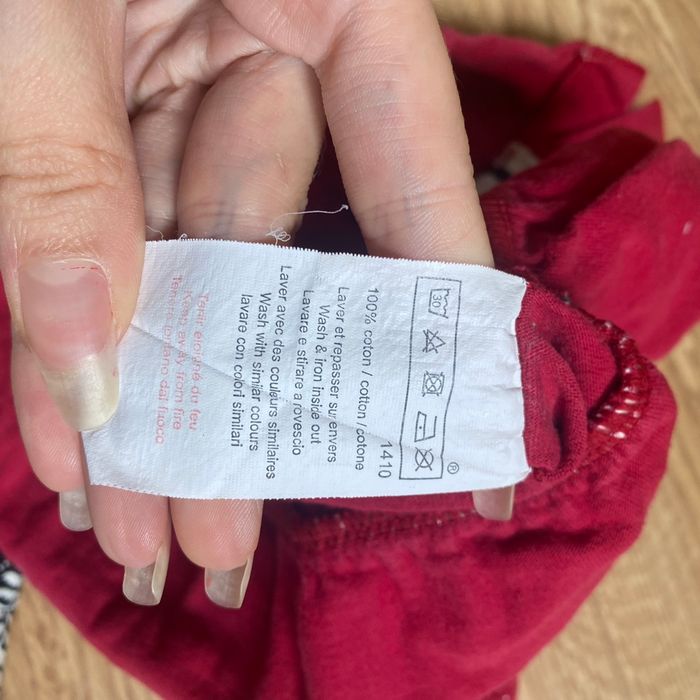 30
®
1410
100% coton / cotton / cotone
Laver et repasser sur envers
Wash & iron inside out
Lavare e stirare a rovescio
Laver avec des couleurs similaires
Wash with similar colours
lavare con colori similari
Tenir éloigné du feu
Keep away from fire
Tenere lontano dal fuoco